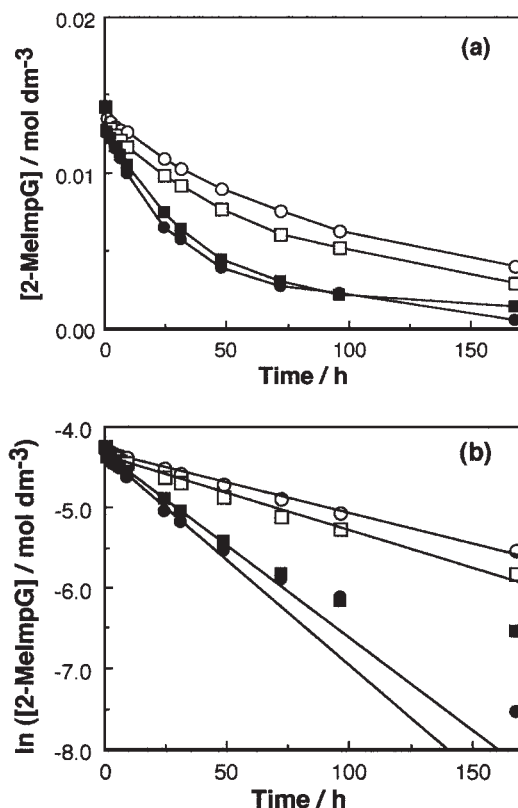 0.02
(a)
[2-MeImpG] / mol dm-3
0.01
0.00
0
50
100
150
Time / h
-4.0
(b)
ln ([2-MeImpG] / mol dm-3)
-5.0
-6.0
-7.0
-8.0
0
50
100
150
Time / h